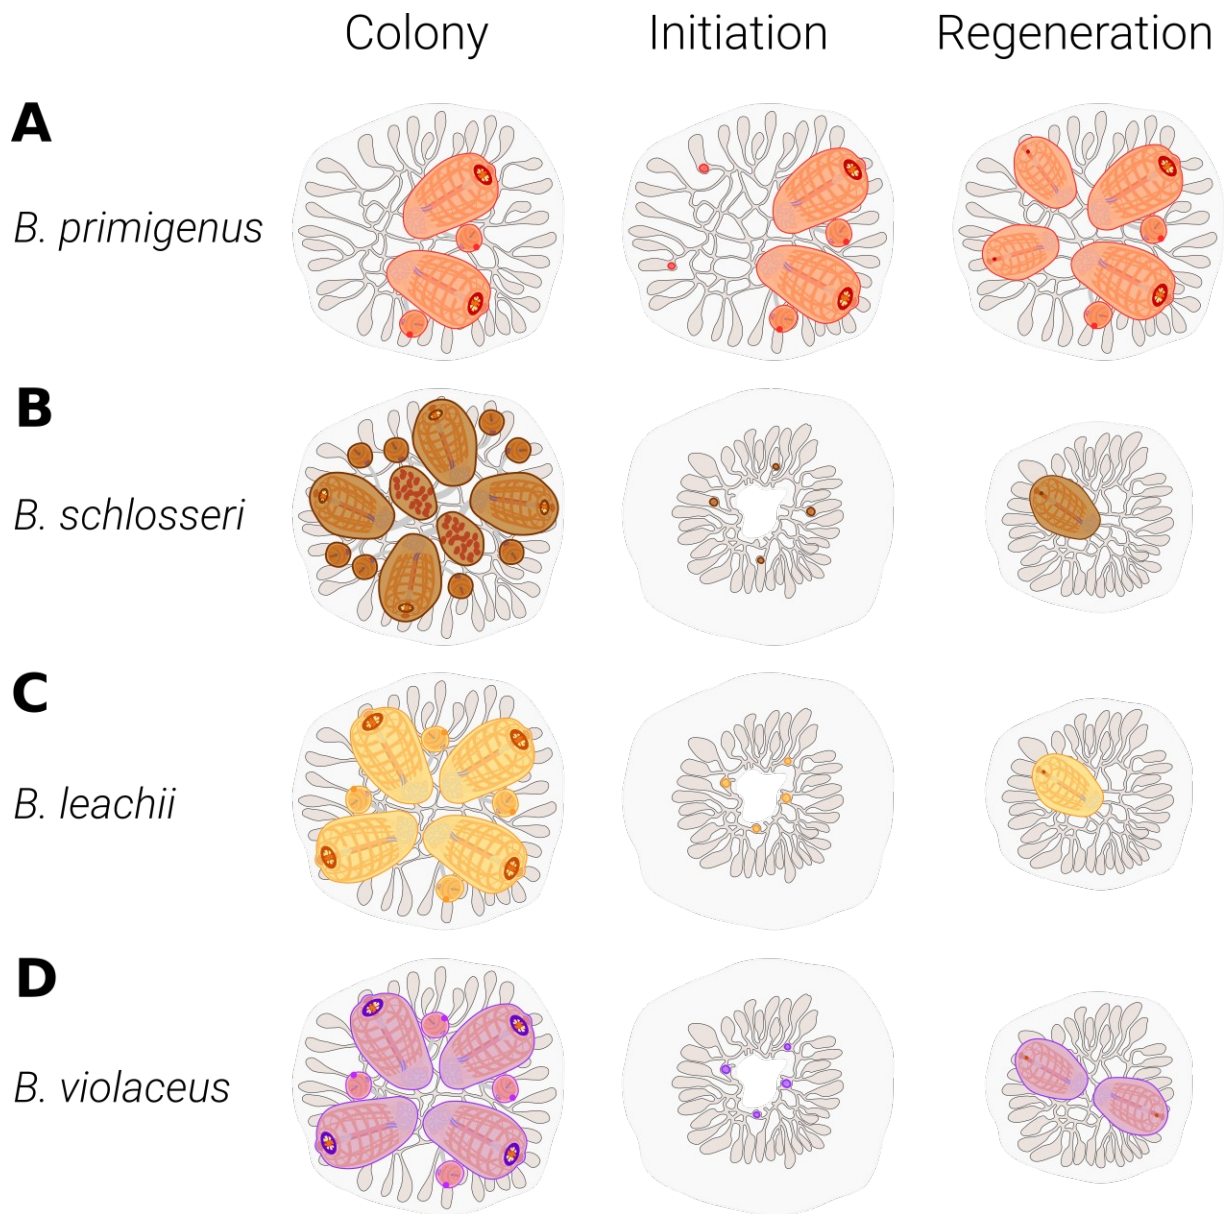 Colony Initiation Regeneration
A
B. primigenus
B
B. schlosseri
C
B. leachii
D
B. violaceus